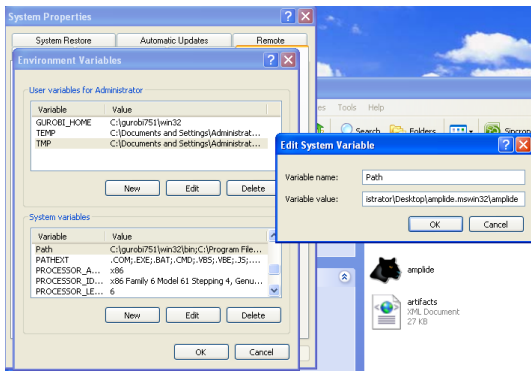 System Properties
System Restore Automatic Updates Remote
Environment Variables
User variables for Administrator
Variable Value
GUROBI_HOME C:\gurobi751\win32
TEMP C:\Documents and Settings\Administrat...
TMP C:\Documents and Settings\Administrat...
New Edit Delete
System variables
Variable Value
Path C:\gurobi751\win32\bin;C:\Program File...
PATHEXT .COM;.EXE;.BAT;.CMD;.VBS;.VBE;.JS;....
PROCESSOR_A... x86
PROCESSOR_ID... x86 Family 6 Model 61 Stepping 4, Genu...
PROCESSOR_LE... 6
New Edit Delete
OK Cancel
es Tools Help
Search Folders Sincron
Edit System Variable
Variable name: Path
Variable value: istrator\Desktop\amplide.mswin32\amplide
OK Cancel
amplide
artifacts
XML Document
27 KB